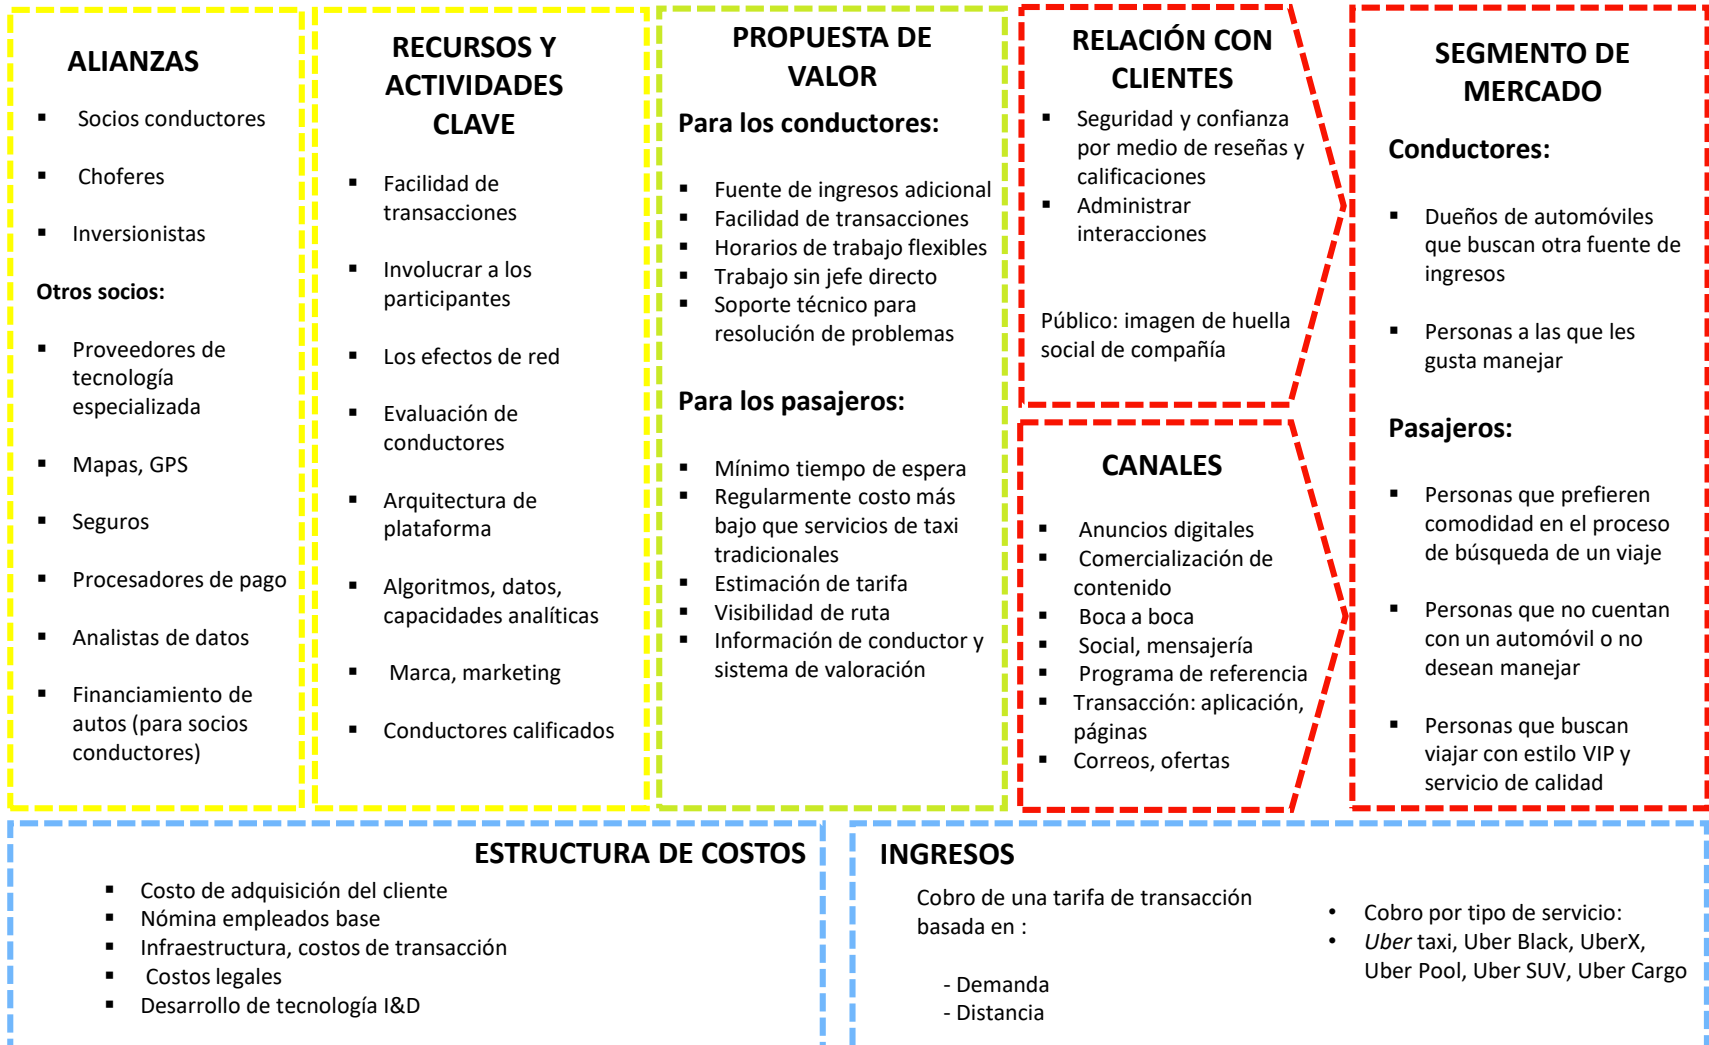 ALIANZAS
▪ Socios conductores
▪ Choferes
▪ Inversionistas
Otros socios:
▪ Proveedores de
tecnología
especializada
▪ Mapas, GPS
▪ Seguros
▪ Procesadores de pago
▪ Analistas de datos
▪ Financiamiento de
autos (para socios
conductores)
RECURSOS Y
ACTIVIDADES
CLAVE
▪ Facilidad de
transacciones
▪ Involucrar a los
participantes
▪ Los efectos de red
▪ Evaluación de
conductores
▪ Arquitectura de
plataforma
▪ Algoritmos, datos,
capacidades analíticas
▪ Marca, marketing
▪ Conductores calificados
PROPUESTA DE
VALOR
Para los conductores:
▪ Fuente de ingresos adicional
▪ Facilidad de transacciones
▪ Horarios de trabajo flexibles
▪ Trabajo sin jefe directo
▪ Soporte técnico para
resolución de problemas
Para los pasajeros:
▪ Mínimo tiempo de espera
▪ Regularmente costo más
bajo que servicios de taxi
tradicionales
▪ Estimación de tarifa
▪ Visibilidad de ruta
▪ Información de conductor y
sistema de valoración
RELACIÓN CON
CLIENTES
▪ Seguridad y confianza
por medio de reseñas y
calificaciones
▪ Administrar
interacciones
Público: imagen de huella
social de compañía
CANALES
▪ Anuncios digitales
▪ Comercialización de
contenido
▪ Boca a boca
▪ Social, mensajería
▪ Programa de referencia
▪ Transacción: aplicación,
páginas
▪ Correos, ofertas
SEGMENTO DE
MERCADO
Conductores:
▪ Dueños de automóviles
que buscan otra fuente de
ingresos
▪ Personas a las que les
gusta manejar
Pasajeros:
▪ Personas que prefieren
comodidad en el proceso
de búsqueda de un viaje
▪ Personas que no cuentan
con un automóvil o no
desean manejar
▪ Personas que buscan
viajar con estilo VIP y
servicio de calidad
ESTRUCTURA DE COSTOS
▪ Costo de adquisición del cliente
▪ Nómina empleados base
▪ Infraestructura, costos de transacción
▪ Costos legales
▪ Desarrollo de tecnología I&D
INGRESOS
Cobro de una tarifa de transacción
basada en :
- Demanda
- Distancia
• Cobro por tipo de servicio:
• Uber taxi, Uber Black, UberX,
Uber Pool, Uber SUV, Uber Cargo